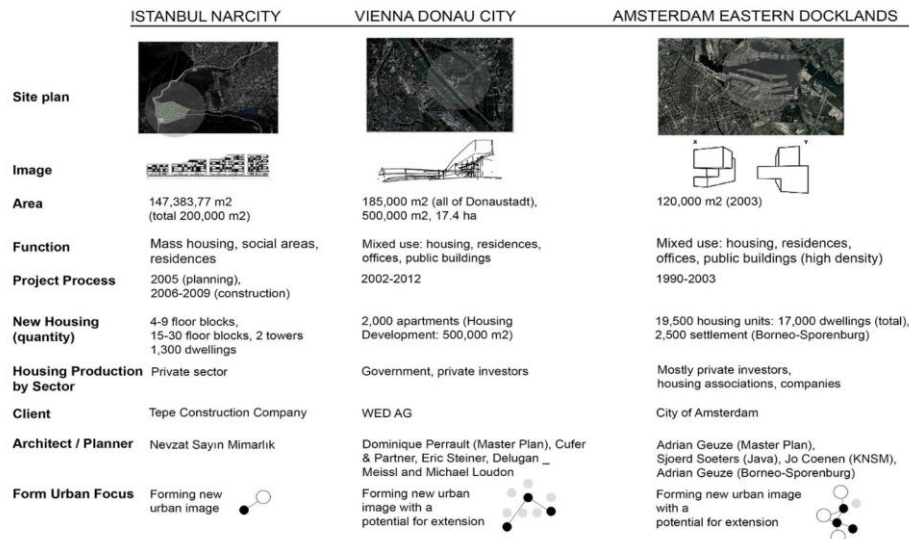 ISTANBUL NARCITY VIENNA DONAU CITY AMSTERDAM EASTERN DOCKLANDS
Site plan
X Y
Image
Area 147,383,77 m2 185,000 m2 (all of Donaustadt), 120,000 m2 (2003)
(total 200,000 m2) 500,000 m2, 17.4 ha
Function Mass housing, social areas, Mixed use: housing, residences, Mixed use: housing, residences,
residences offices, public buildings offices, public buildings (high density)
Project Process 2005 (planning), 2002-2012 1990-2003
2006-2009 (construction)
New Housing 4-9 floor blocks, 2,000 apartments (Housing 19,500 housing units: 17,000 dwellings (total),
(quantity) 15-30 floor blocks, 2 towers Development: 500,000 m2) 2,500 settlement (Borneo-Sporenburg)
1,300 dwellings
Housing Production Private sector Government, private investors Mostly private investors,
by Sector housing associations, companies
Client Tepe Construction Company WED AG City of Amsterdam
Architect / Planner Nevzat Sayın Mimarlık Dominique Perrault (Master Plan), Cufer Adrian Geuze (Master Plan),
& Partner, Eric Steiner, Delugan _ Sjoerd Soeters (Java), Jo Coenen (KNSM),
Meissl and Michael Loudon Adrian Geuze (Borneo-Sporenburg)
Form Urban Focus Forming new Forming new urban Forming new urban image
urban image image with a with a
potential for extension potential for extension